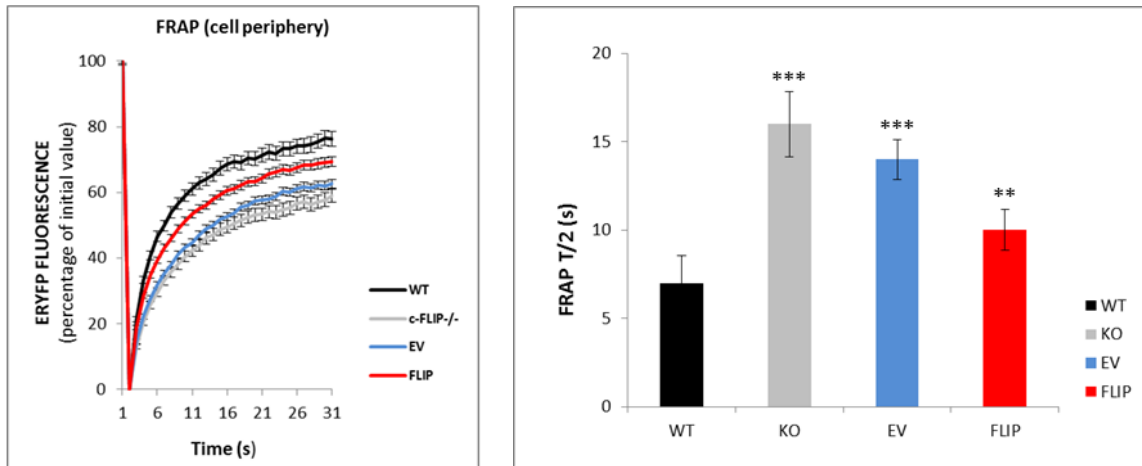 FRAP (cell periphery)
ERYFP FLUORESCENCE
(percentage of initial value)
100
80
60
40
20
0
1 6 11 16 21 26 31
Time (s)
WT
c-FLIP-/-
EV
FLIP
FRAP T/2 (s)
20
15
10
5
0
***
***
**
WT KO EV FLIP
WT
KO
EV
FLIP